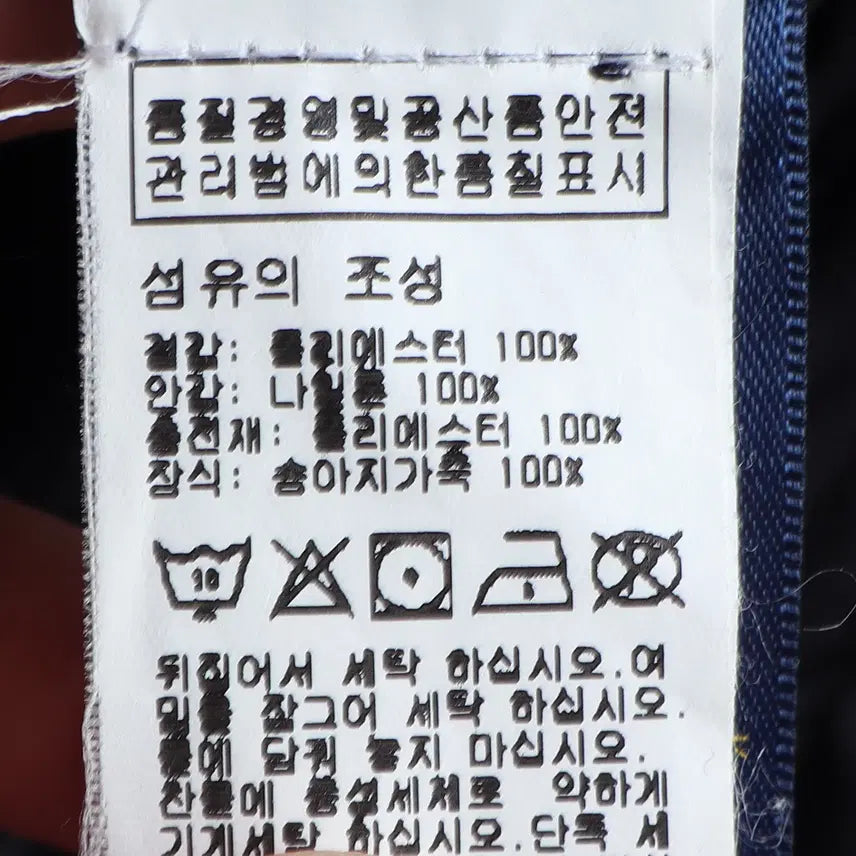 품질경영및공산품안전
관리법에의한품질표시
섬유의 조성
겉감: 폴리에스터 100%
안감: 나일론 100%
충전재: 폴리에스터 100%
장식: 송아지가죽 100%
30
뒤집어서 세탁 하십시오.여
밈를 잠그어 세탁 하십시오.
물에 담궈 놓지 마십시오.
찬물에 중성세제로 약하게
기계세탁 하십시오.단독 세